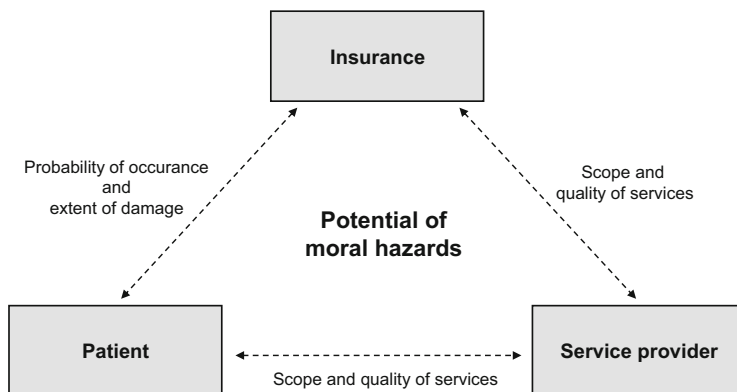 Insurance
Probability of occurance
and
extent of damage
Scope and
quality of services
Potential of
moral hazards
Patient
Service provider
Scope and quality of services